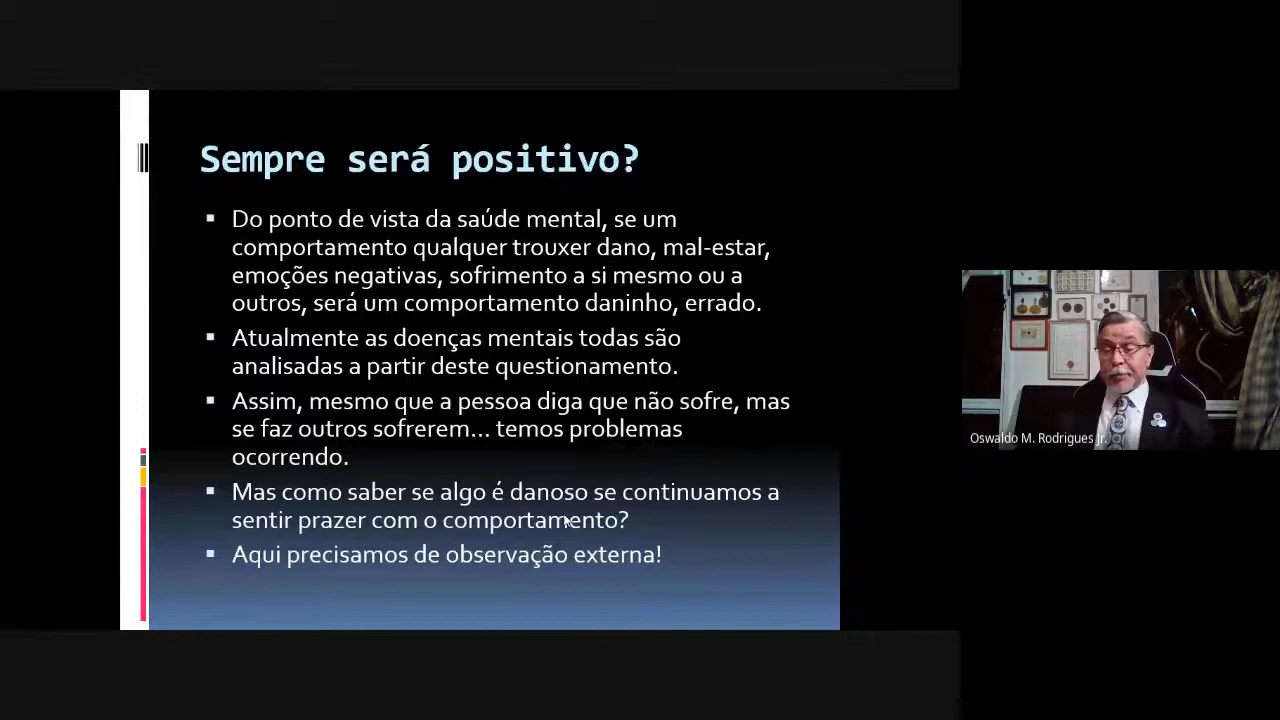 Sempre será positivo?
Do ponto de vista da saúde mental, se um
comportamento qualquer trouxer dano, mal-estar,
emoções negativas, sofrimento a si mesmo ou a
outros, será um comportamento daninho, errado.
Atualmente as doenças mentais todas são
analisadas a partir deste questionamento.
Assim, mesmo que a pessoa diga que não sofre, mas
se faz outros sofrerem... temos problemas
ocorrendo.
Mas como saber se algo é danoso se continuamos a
sentir prazer com o comportamento?
Aqui precisamos de observação externa!
Oswaldo M. Rodrigues Jr.